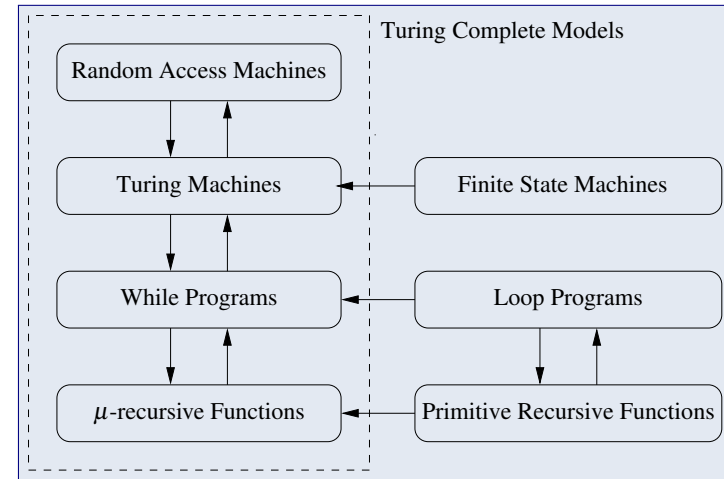 Turing Complete Models
Random Access Machines
Turing Machines
Finite State Machines
While Programs
Loop Programs
μ-recursive Functions
Primitive Recursive Functions